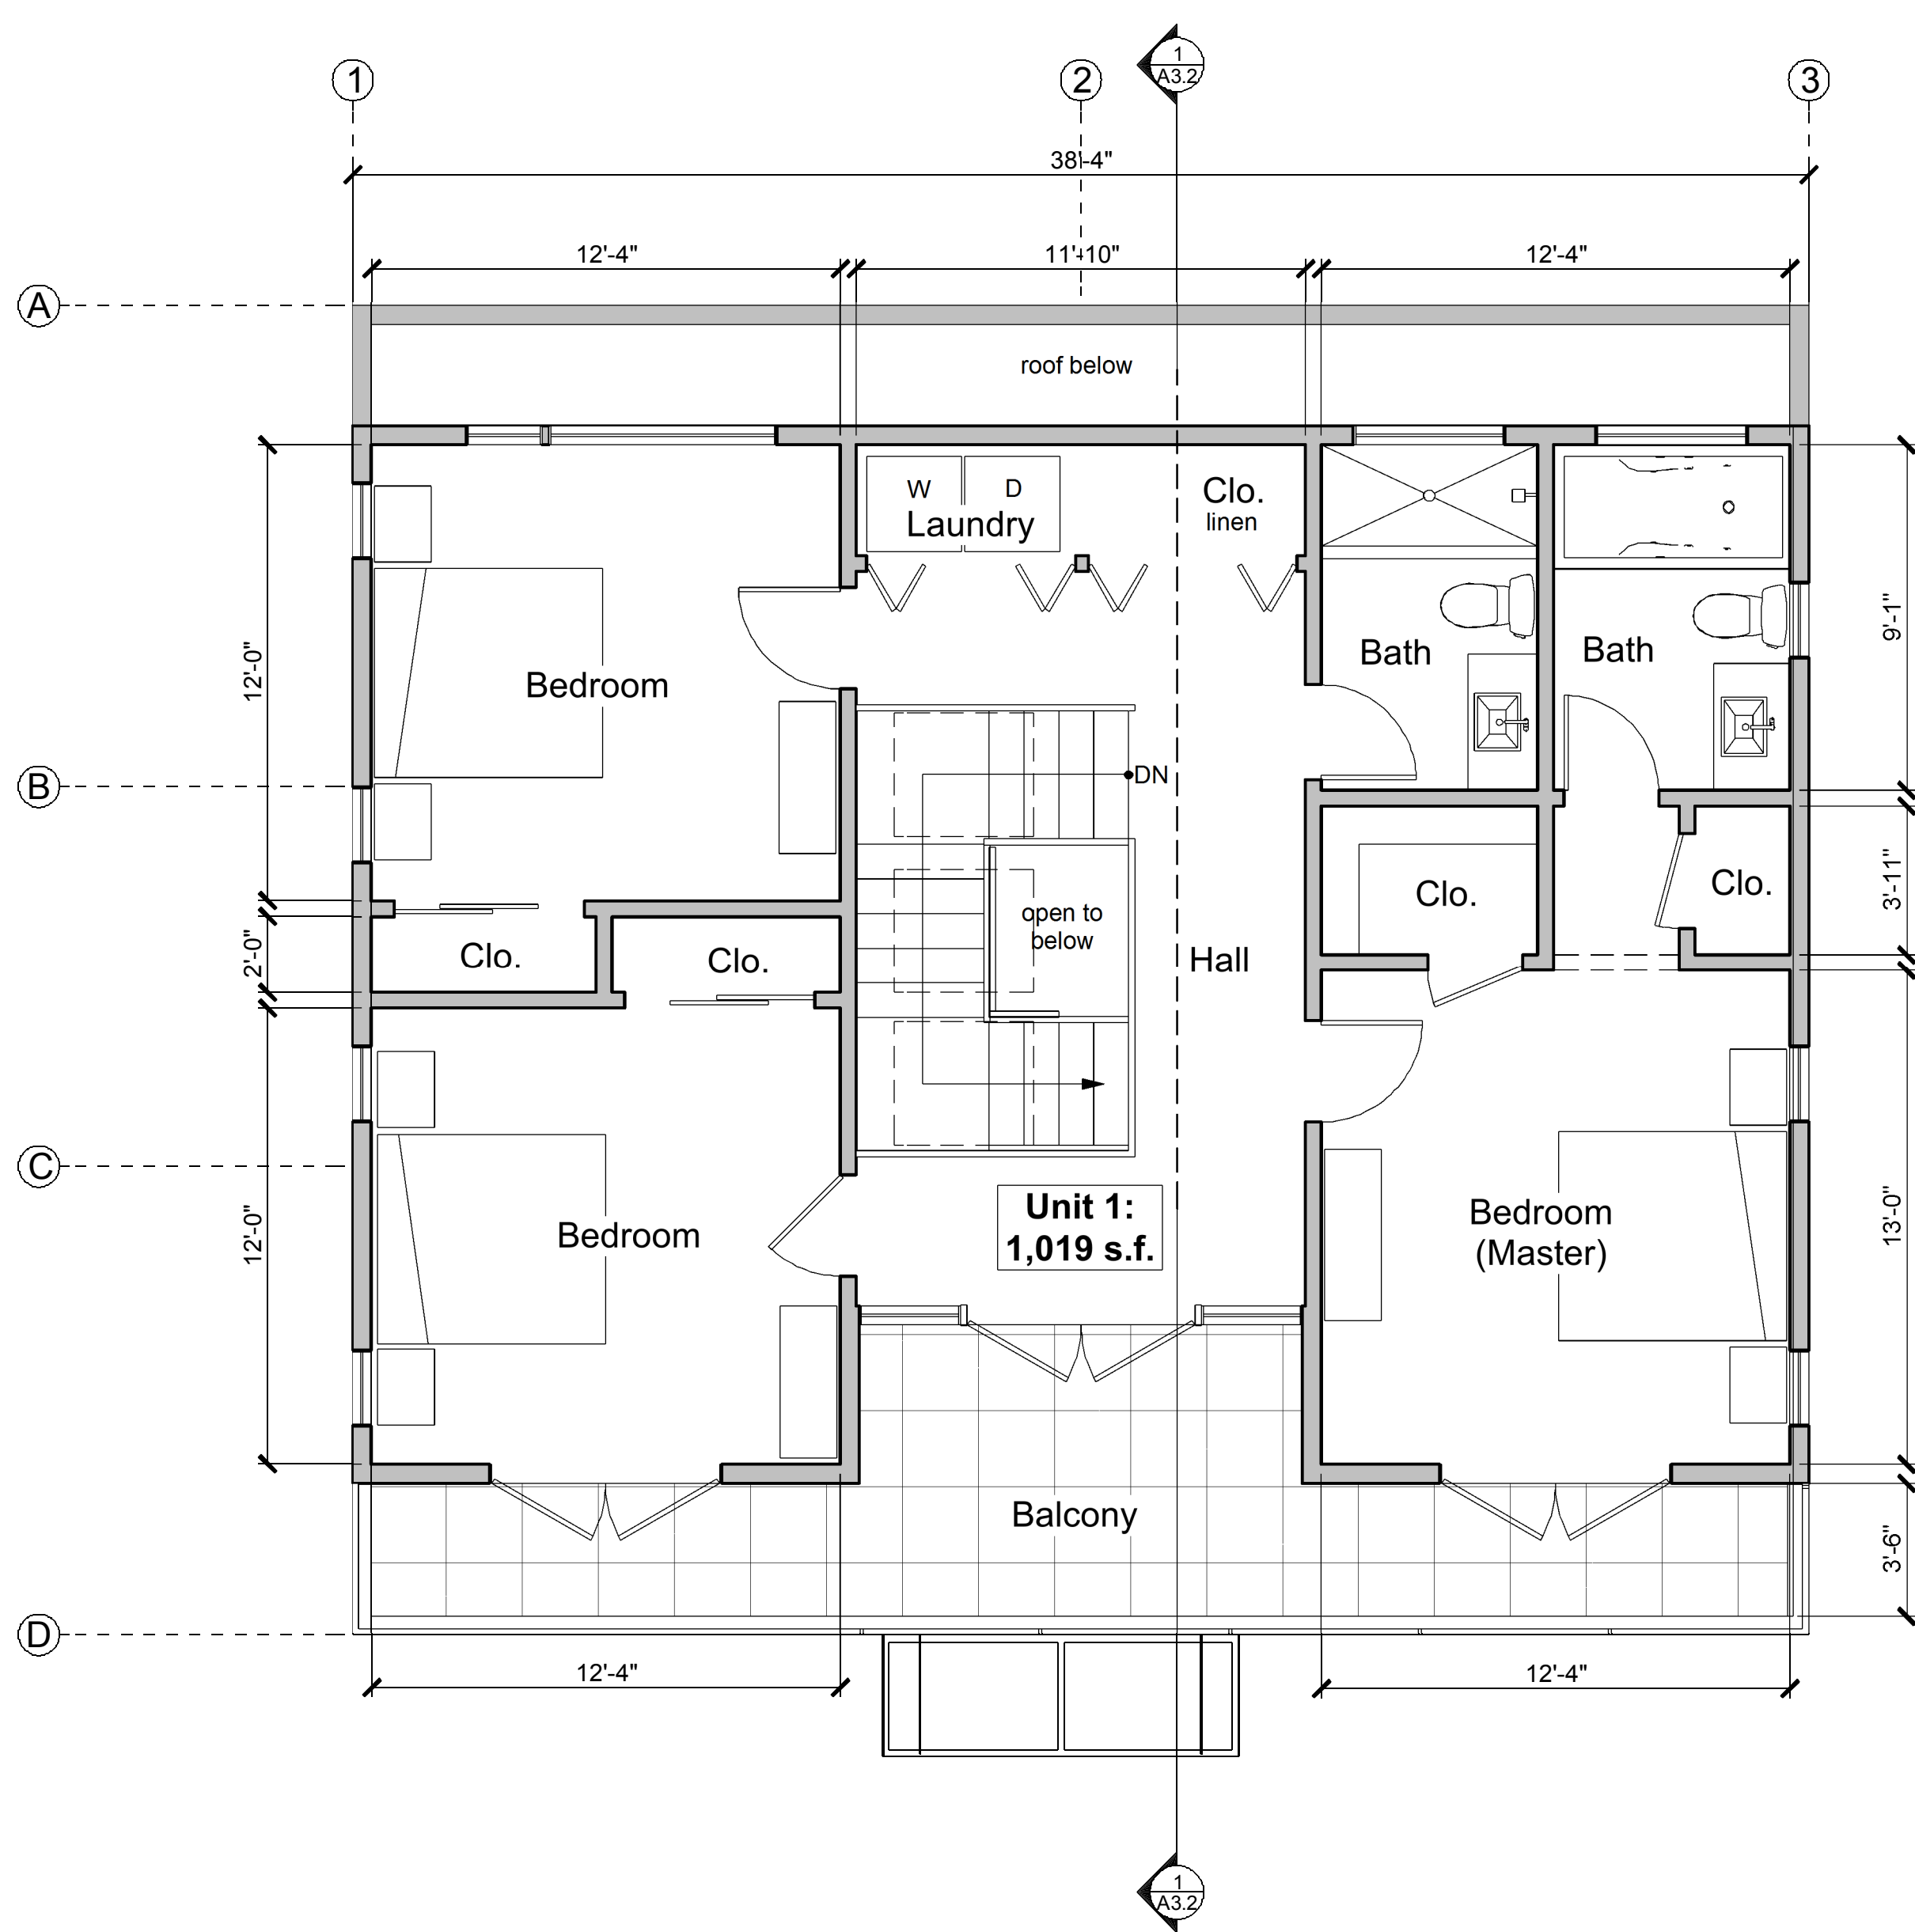 1
A3.2
1
2
3
38'-4"
12'-4"
11'-10"
12'-4"
A
roof below
W
D
Laundry
Clo.
linen
9'-1"
12'-0"
Bedroom
Bath
Bath
B
DN
3'-11"
Clo.
Clo.
open to
below
2'-0"
Clo.
Clo.
Hall
C
Unit 1:
1,019 s.f.
12'-0"
Bedroom
Bedroom
(Master)
13'-0"
Balcony
3'-6"
D
12'-4"
12'-4"
1
A3.2